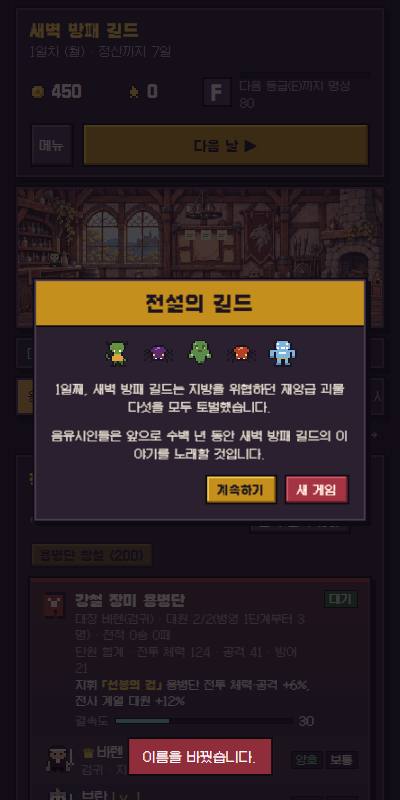 새벽 방패 길드
1일차 (월) · 정산까지 7일
450
0
F
다음 등급(E)까지 명성
80
메뉴
다음 날 ▶
전설의 길드
1일째, 새벽 방패 길드는 지방을 위협하던 재앙급 괴물
다섯을 모두 토벌했습니다.
음유시인들은 앞으로 수백 년 동안 새벽 방패 길드의 이
야기를 노래할 것입니다.
계속하기
새 게임
용병단 창설 (200)
강철 장미 용병단
대기
대장 바렌(검귀) · 대원 2/2(병영 1단계부터 3
명) · 전적 0승 0패
단원 합계 · 전투 체력 124 · 공격 41 · 방어
21
지휘 「선봉의 검」 용병단 전투 체력·공격 +6%,
전사 계열 대원 +12%
결속도
30
바렌
양호
보통
검귀
이름을 바꿨습니다.